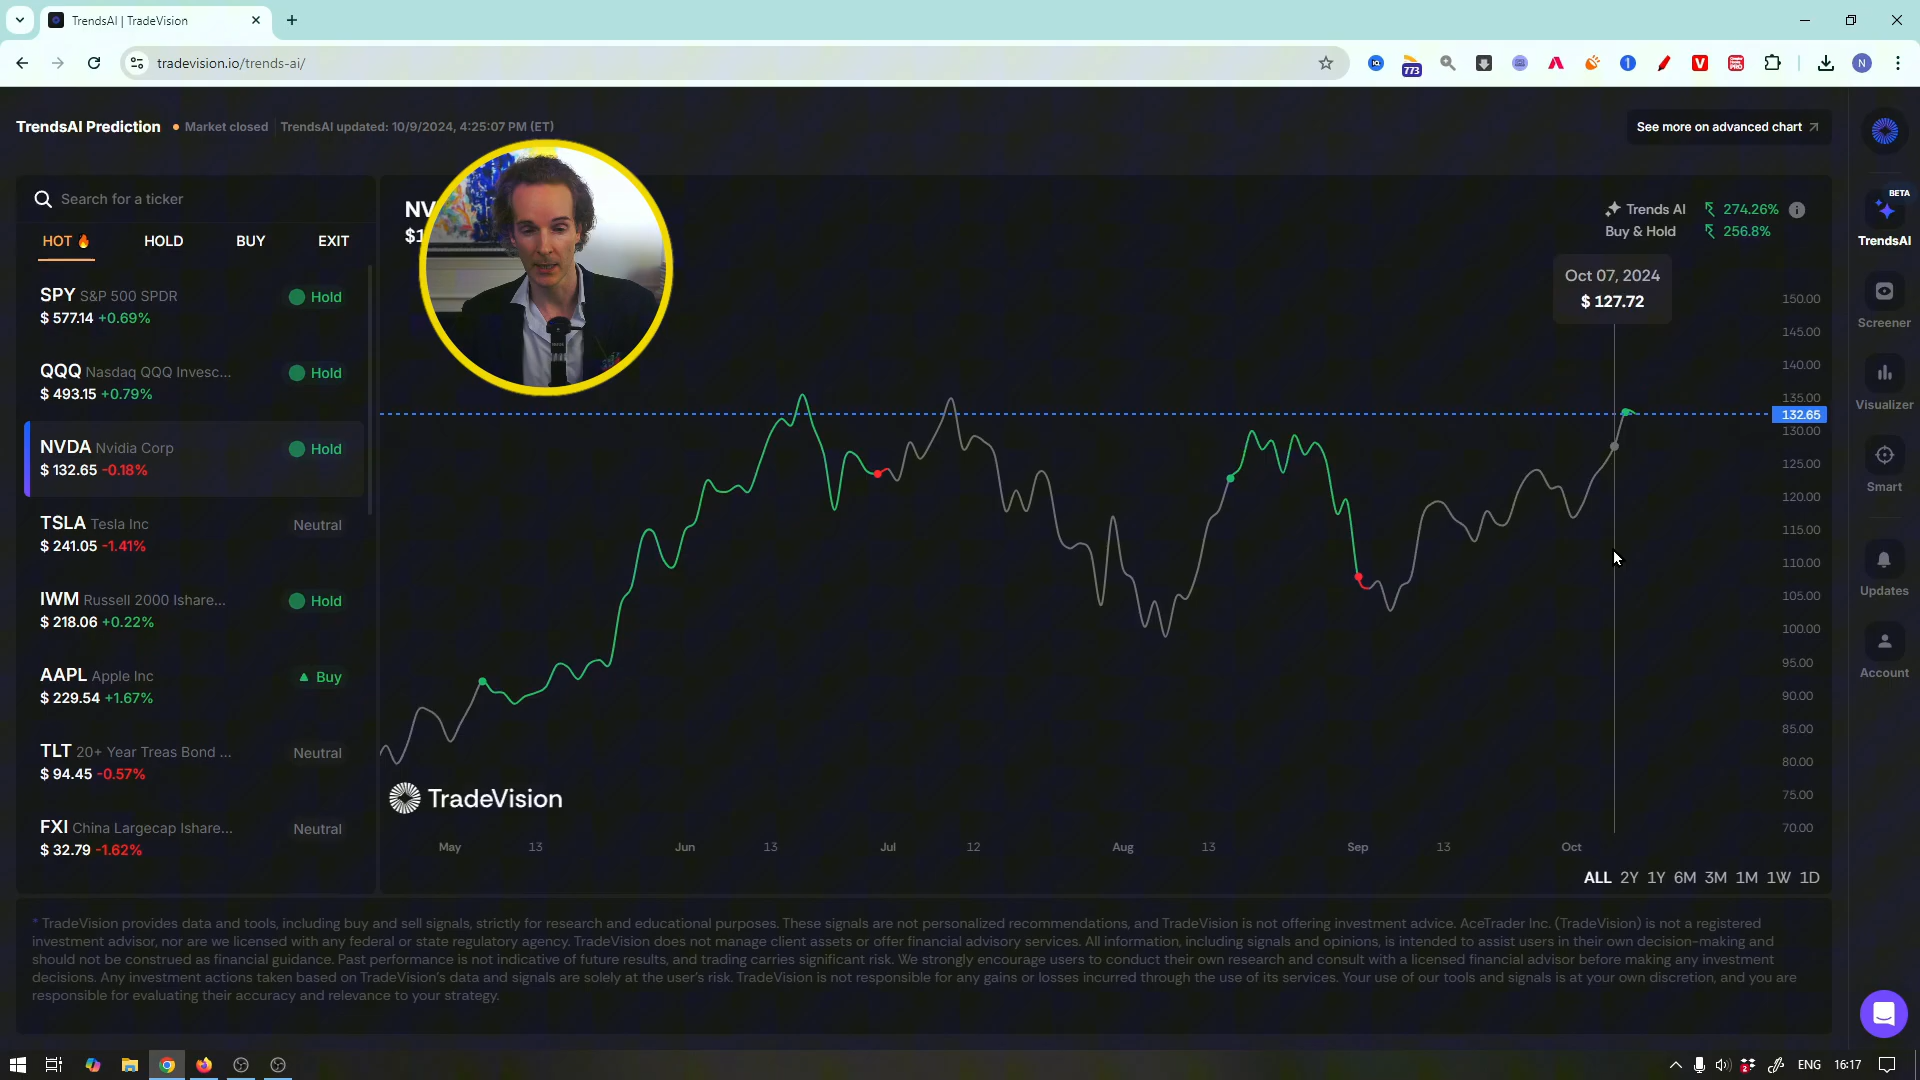 TrendsAI | TradeVision
tradevision.io/trends-ai/
773
1
V
PRO
N
TrendsAI Prediction Market closed TrendsAI updated: 10/9/2024, 4:25:07 PM (ET)
See more on advanced chart
Search for a ticker
HOT HOLD BUY EXIT
SPY S&P 500 SPDR Hold
$ 577.14 +0.69%
QQQ Nasdaq QQQ Invesc... Hold
$ 493.15 +0.79%
NVDA Nvidia Corp Hold
$ 132.65 -0.18%
TSLA Tesla Inc Neutral
$ 241.05 -1.41%
IWM Russell 2000 Ishare... Hold
$ 218.06 +0.22%
AAPL Apple Inc Buy
$ 229.54 +1.67%
TLT 20+ Year Treas Bond ... Neutral
$ 94.45 -0.57%
FXI China Largecap Ishare... Neutral
$ 32.79 -1.62%
NV
$1
Trends AI 274.26%
Buy & Hold 256.8%
Oct 07, 2024
$ 127.72
150.00
145.00
140.00
135.00
132.65
130.00
125.00
120.00
115.00
110.00
105.00
100.00
95.00
90.00
85.00
80.00
75.00
70.00
TradeVision
May 13 Jun 13 Jul 12 Aug 13 Sep 13 Oct
ALL 2Y 1Y 6M 3M 1M 1W 1D
BETA
TrendsAI
Screener
Visualizer
Smart
Updates
Account
* TradeVision provides data and tools, including buy and sell signals, strictly for research and educational purposes. These signals are not personalized recommendations, and TradeVision is not offering investment advice. AceTrader Inc. (TradeVision) is not a registered
investment advisor, nor are we licensed with any federal or state regulatory agency. TradeVision does not manage client assets or offer financial advisory services. All information, including signals and opinions, is intended to assist users in their own decision-making and
should not be construed as financial guidance. Past performance is not indicative of future results, and trading carries significant risk. We strongly encourage users to conduct their own research and consult with a licensed financial advisor before making any investment
decisions. Any investment actions taken based on TradeVision's data and signals are solely at the user's risk. TradeVision is not responsible for any gains or losses incurred through the use of its services. Your use of our tools and signals is at your own discretion, and you are
responsible for evaluating their accuracy and relevance to your strategy.
2
ENG 16:17